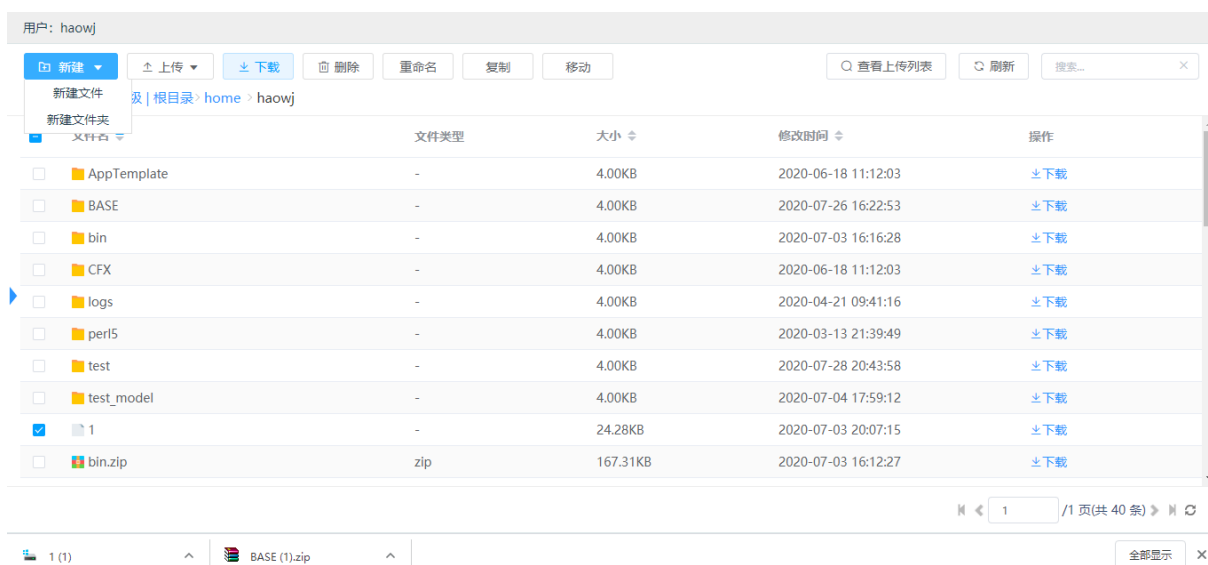 用户：haowj
新建 上传 下载 删除 重命名 复制 移动 查看上传列表 刷新 搜索...
新建文件
级 | 根目录 home haowj
新建文件夹
文件名 文件类型 大小 修改时间 操作
AppTemplate - 4.00KB 2020-06-18 11:12:03 下载
BASE - 4.00KB 2020-07-26 16:22:53 下载
bin - 4.00KB 2020-07-03 16:16:28 下载
CFX - 4.00KB 2020-06-18 11:12:03 下载
logs - 4.00KB 2020-04-21 09:41:16 下载
perl5 - 4.00KB 2020-03-13 21:39:49 下载
test - 4.00KB 2020-07-28 20:43:58 下载
test_model - 4.00KB 2020-07-04 17:59:12 下载
1 - 24.28KB 2020-07-03 20:07:15 下载
bin.zip zip 167.31KB 2020-07-03 16:12:27 下载
1 /1 页(共 40 条)
1 (1) BASE (1).zip 全部显示